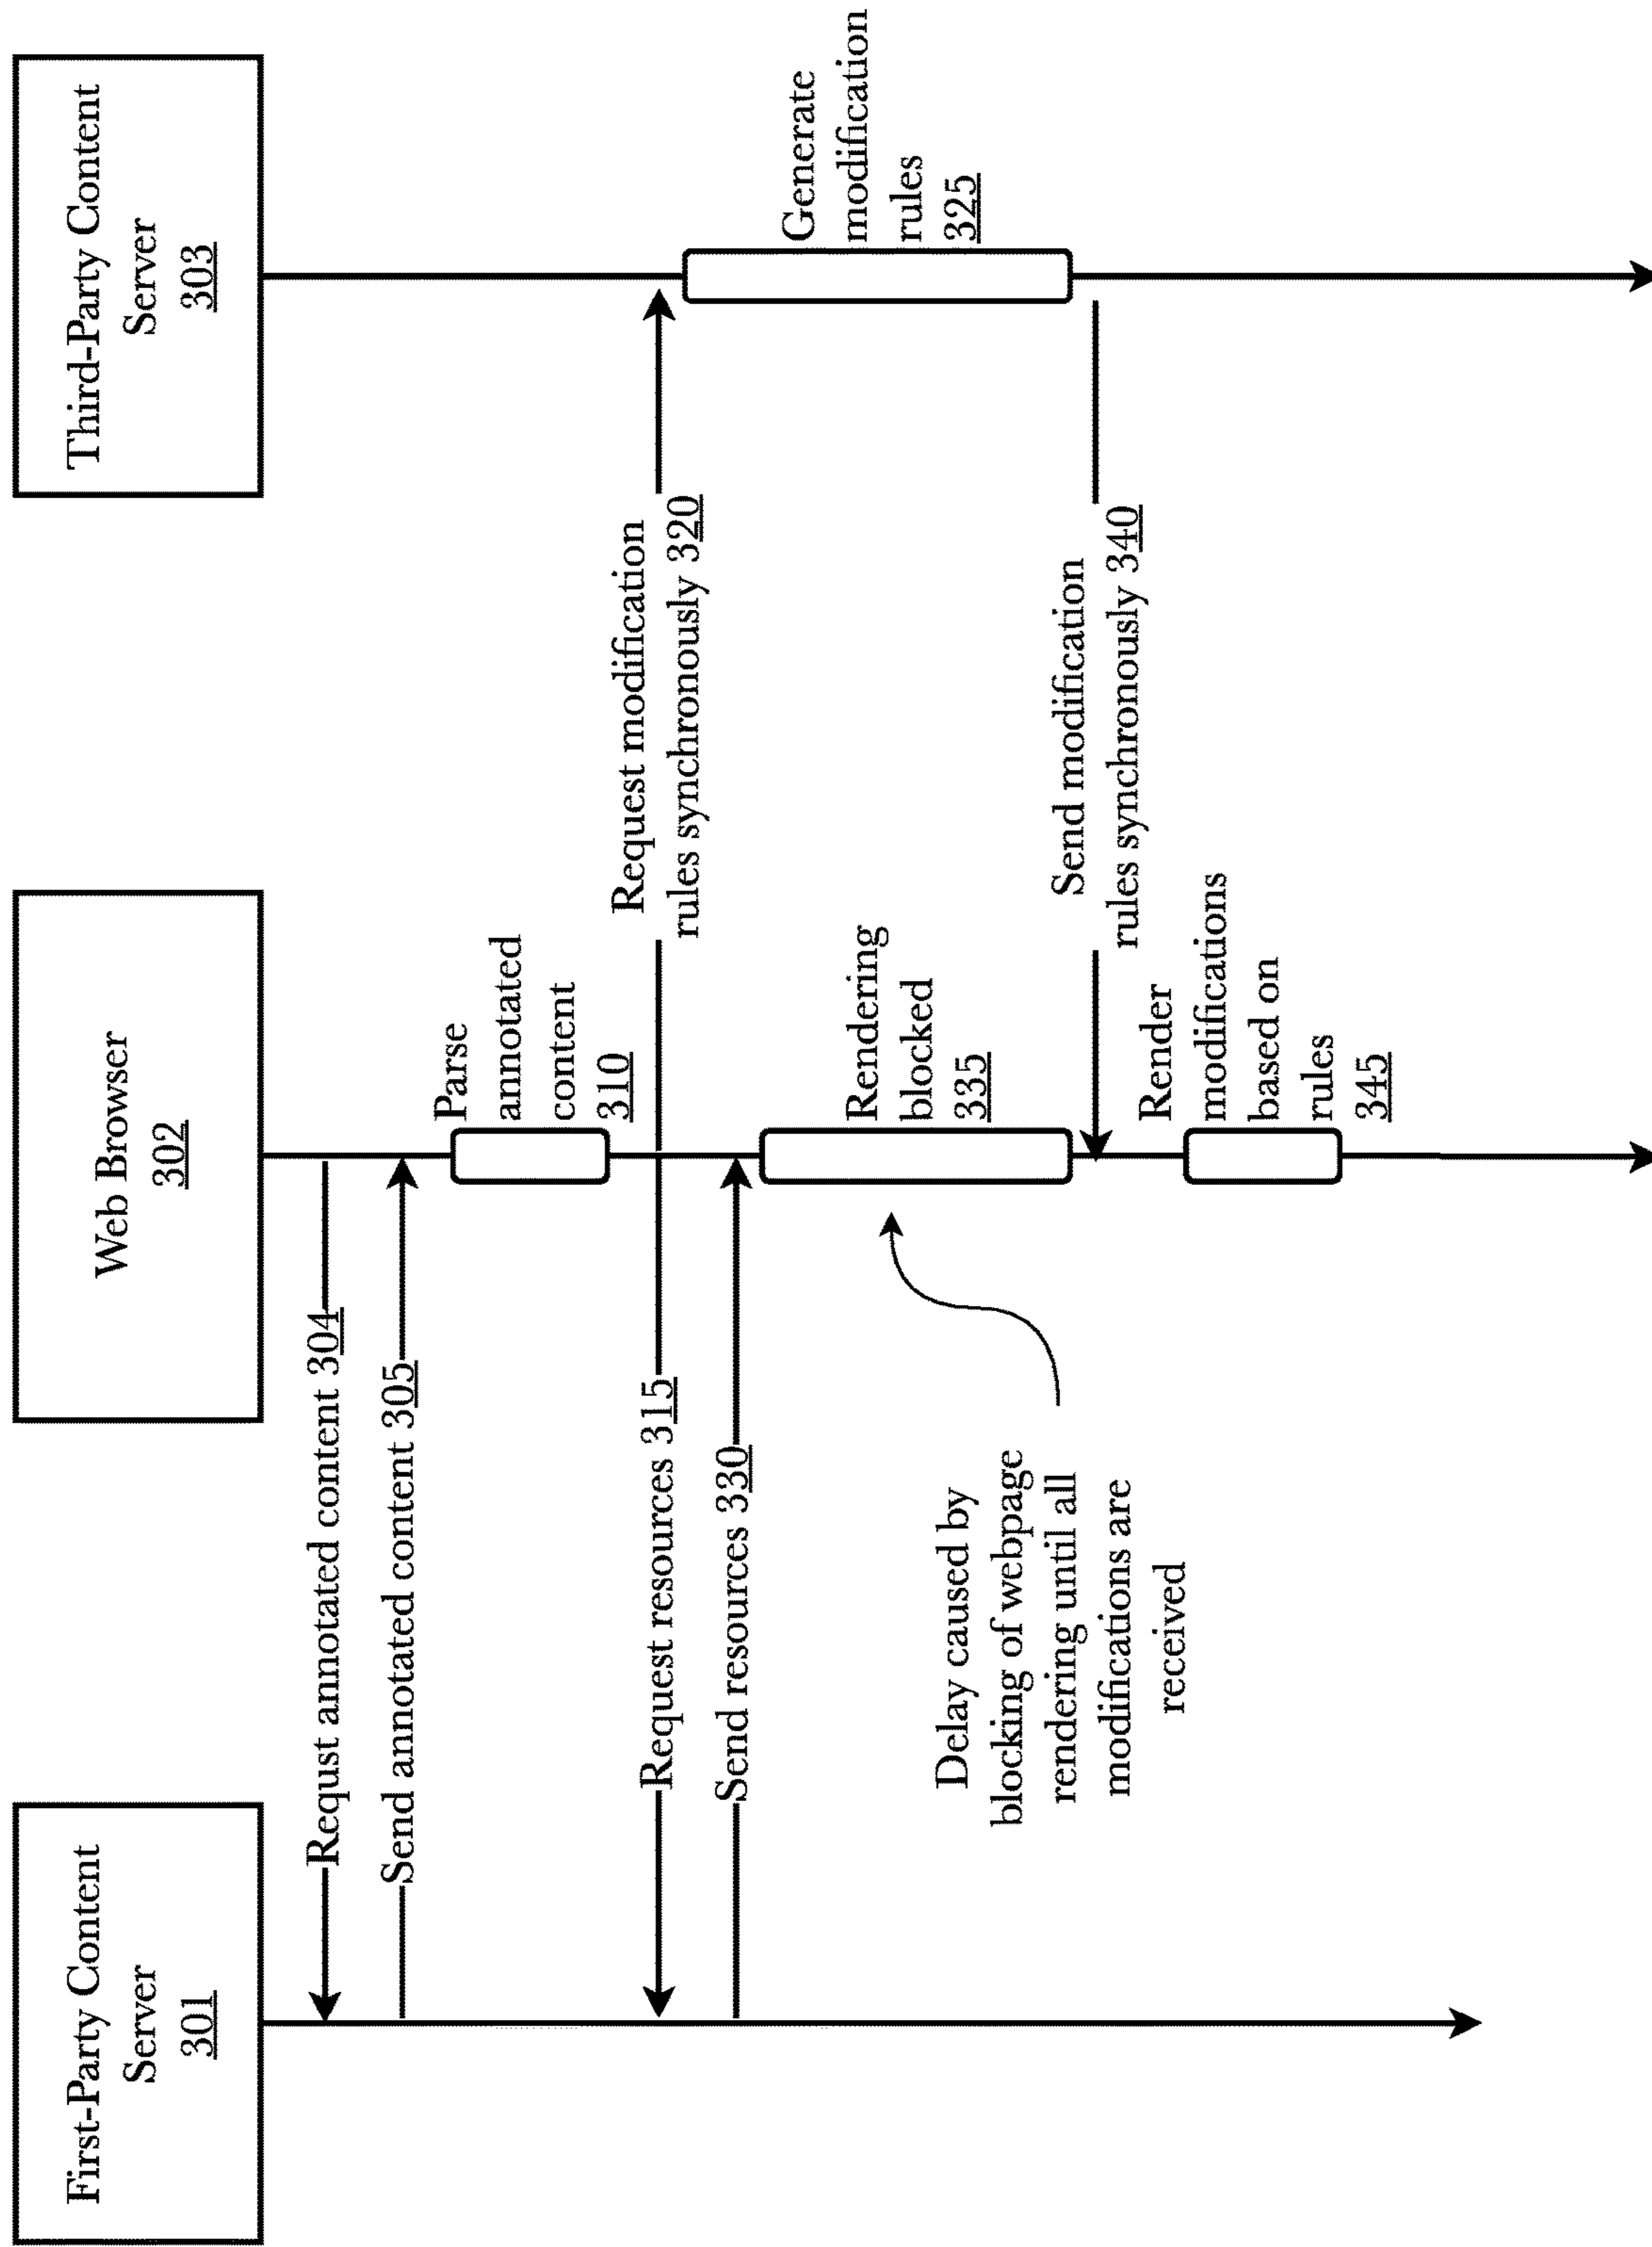 First-Party Content
Server
301
Web Browser
302
Third-Party Content
Server
303
Requst annotated content 304
Send annotated content 305
Parse
annotated
content
310
Request resources 315
Request modification
rules synchronously 320
Generate
modification
rules
325
Send resources 330
Rendering
blocked
335
Delay caused by
blocking of webpage
rendering until all
modifications are
received
Send modification
rules synchronously 340
Render
modifications
based on
rules
345